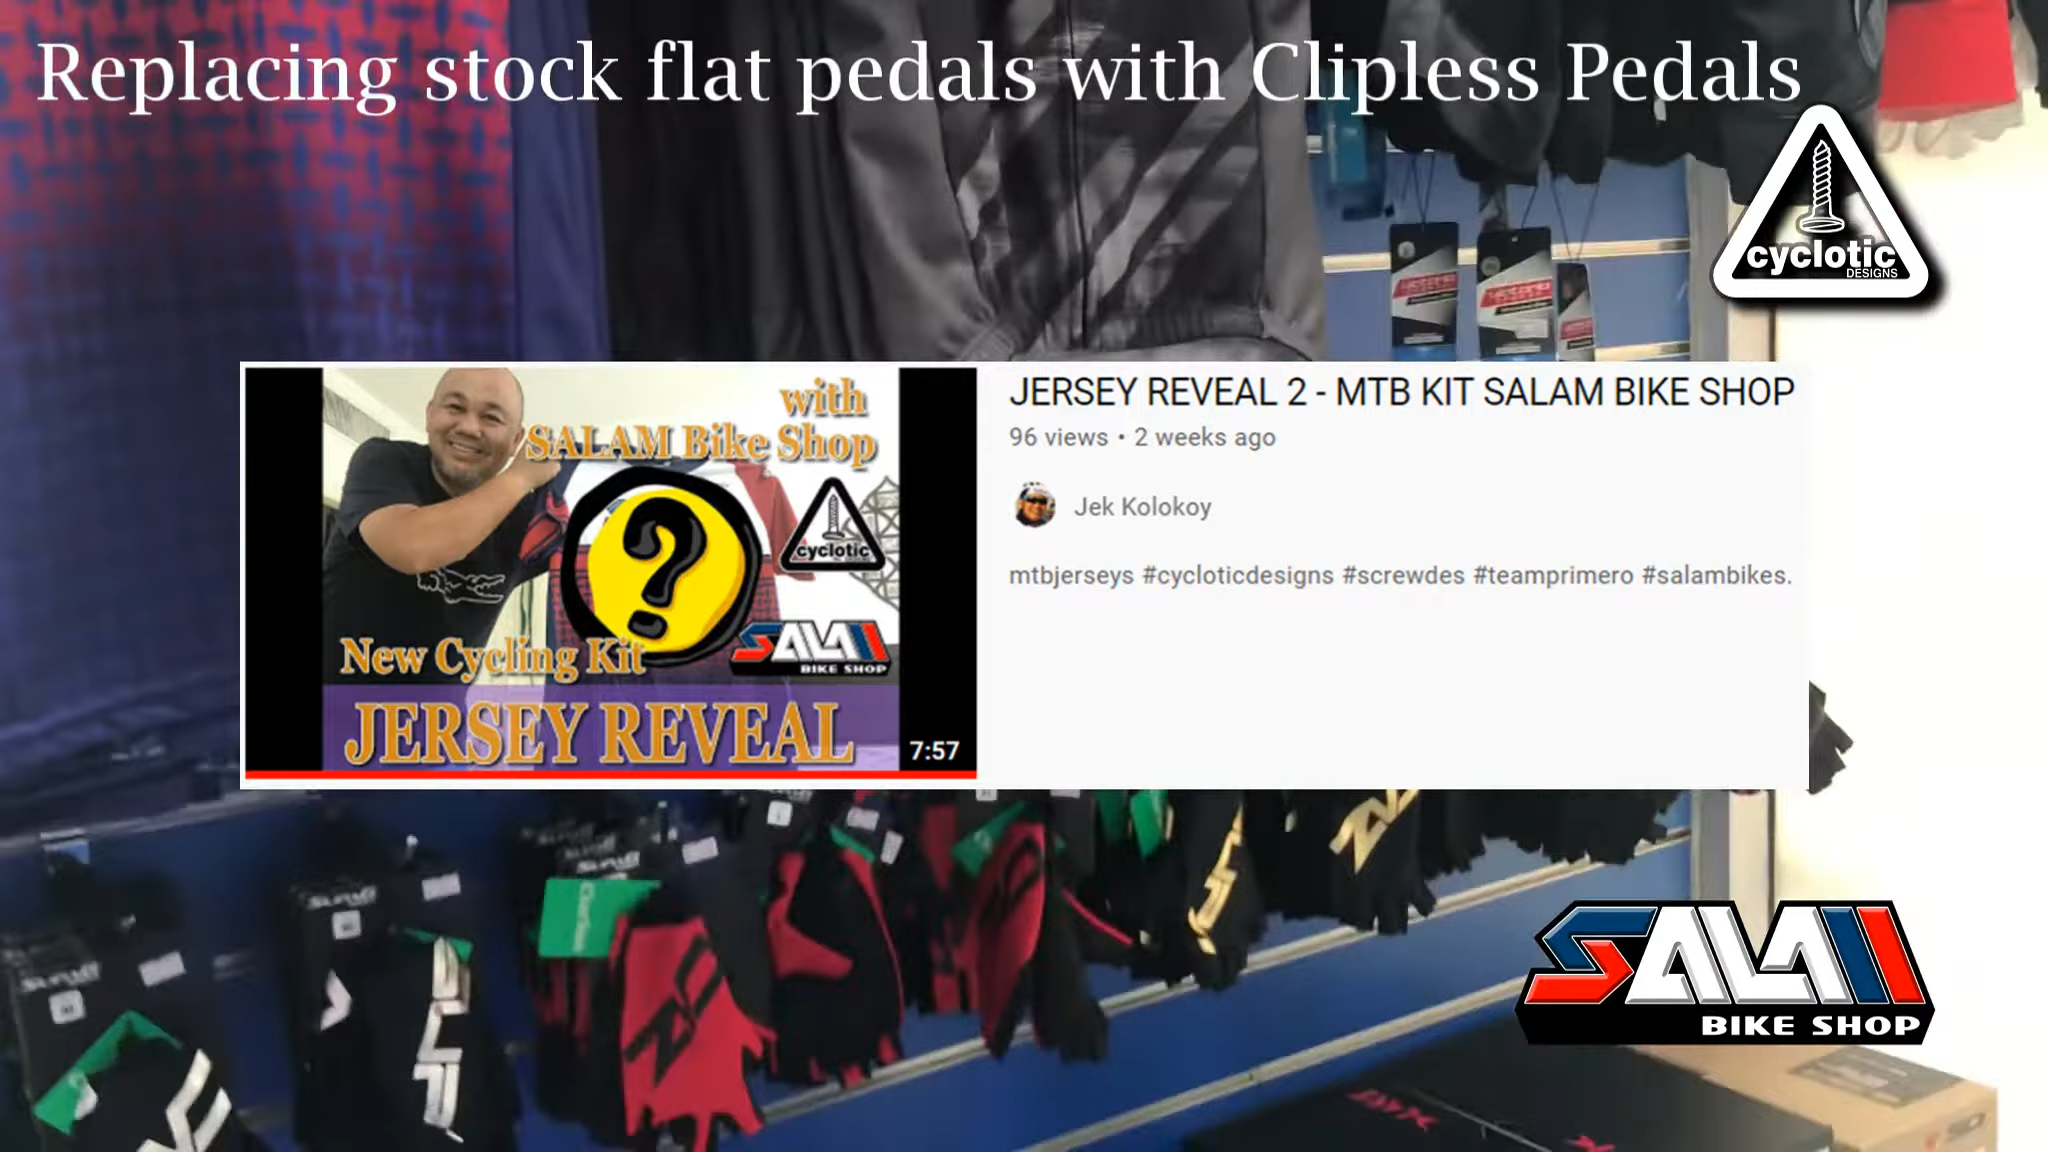 Replacing stock flat pedals with Clipless Pedals
cyclotic
DESIGNS
with
SALAM Bike Shop
cyclotic
New Cycling Kit
SALAM
BIKE SHOP
JERSEY REVEAL
7:57
JERSEY REVEAL 2 - MTB KIT SALAM BIKE SHOP
96 views • 2 weeks ago
Jek Kolokoy
mtbjerseys #cycloticdesigns #screwdes #teamprimero #salambikes.
SALAM
BIKE SHOP